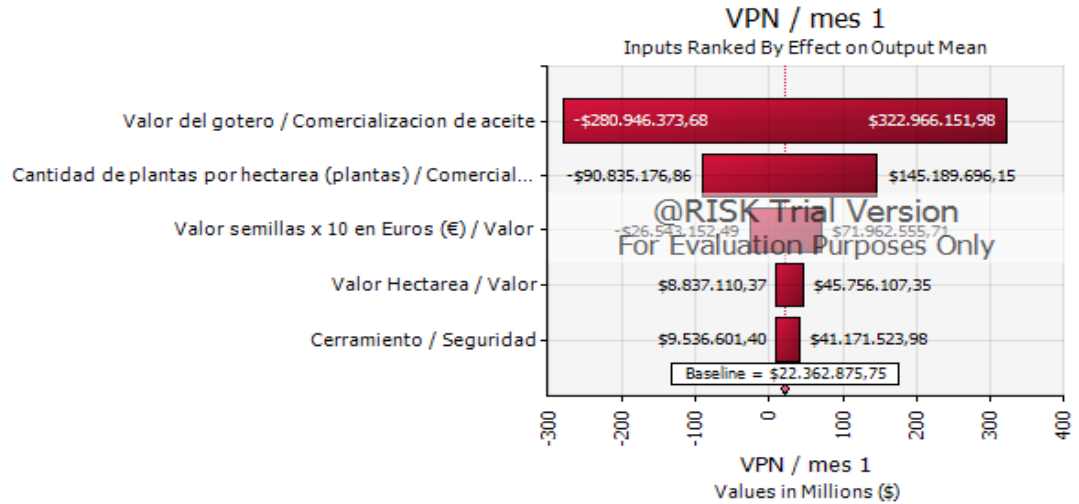 VPN / mes 1
Inputs Ranked By Effect on Output Mean
Valor del gotero / Comercializacion de aceite
-$280.946.373,68 $322.966.151,98
Cantidad de plantas por hectarea (plantas) / Comercial...
-$90.835.176,86 $145.189.696,15
@RISK Trial Version
Valor semillas x 10 en Euros (€) / Valor
-$26.543.152,49 $71.962.555,71
For Evaluation Purposes Only
Valor Hectarea / Valor
$8.837.110,37 $45.756.107,35
Cerramiento / Seguridad
$9.536.601,40 $41.171.523,98
Baseline = $22.362.875,75
-300 -200 -100 0 100 200 300 400
VPN / mes 1
Values in Millions ($)